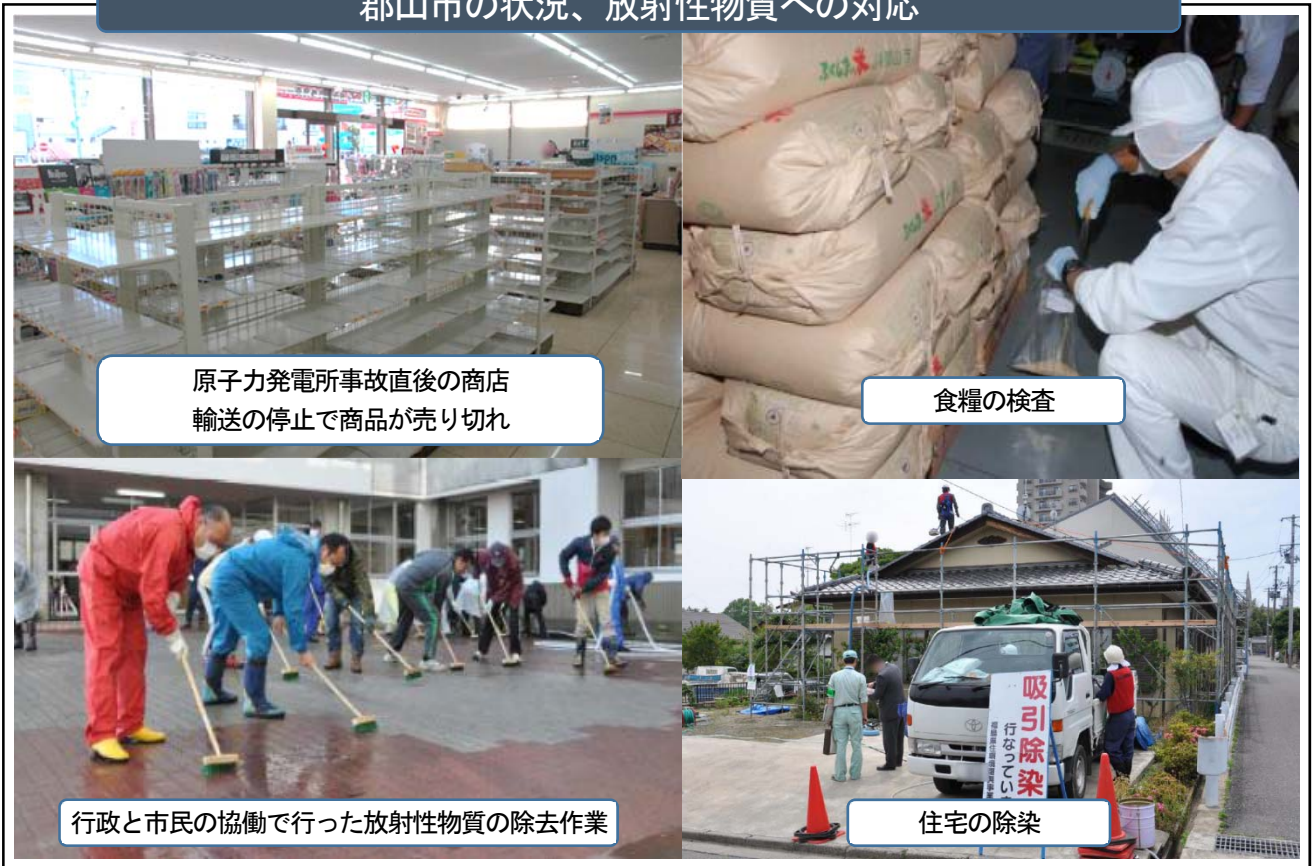 郡山市の状況、放射性物質への対応
原子力発電所事故直後の商店
輸送の停止で商品が売り切れ
食糧の検査
行政と市民の協働で行った放射性物質の除去作業
吸引除染
行なってい
住宅の除染